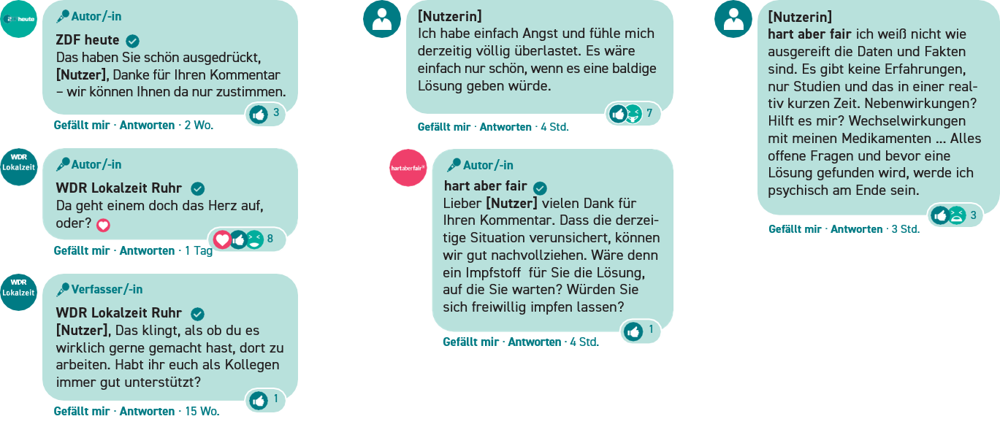 ZDFheute
Autor/-in
ZDF heute
Das haben Sie schön ausgedrückt,
[Nutzer], Danke für Ihren Kommentar
– wir können Ihnen da nur zustimmen.
3
Gefällt mir · Antworten · 2 Wo.
WDR
Lokalzeit
Autor/-in
WDR Lokalzeit Ruhr
Da geht einem doch das Herz auf,
oder?
8
Gefällt mir · Antworten · 1 Tag
WDR
Lokalzeit
Verfasser/-in
WDR Lokalzeit Ruhr
[Nutzer], Das klingt, als ob du es
wirklich gerne gemacht hast, dort zu
arbeiten. Habt ihr euch als Kollegen
immer gut unterstützt?
1
Gefällt mir · Antworten · 15 Wo.
[Nutzerin]
Ich habe einfach Angst und fühle mich
derzeitig völlig überlastet. Es wäre
einfach nur schön, wenn es eine baldige
Lösung geben würde.
7
Gefällt mir · Antworten · 4 Std.
hartaberfair
Autor/-in
hart aber fair
Lieber [Nutzer] vielen Dank für
Ihren Kommentar. Dass die derzei-
tige Situation verunsichert, können
wir gut nachvollziehen. Wäre denn
ein Impfstoff für Sie die Lösung,
auf die Sie warten? Würden Sie
sich freiwillig impfen lassen?
1
Gefällt mir · Antworten · 4 Std.
[Nutzerin]
hart aber fair ich weiß nicht wie
ausgereift die Daten und Fakten
sind. Es gibt keine Erfahrungen,
nur Studien und das in einer real-
tiv kurzen Zeit. Nebenwirkungen?
Hilft es mir? Wechselwirkungen
mit meinen Medikamenten ... Alles
offene Fragen und bevor eine
Lösung gefunden wird, werde ich
psychisch am Ende sein.
3
Gefällt mir · Antworten · 3 Std.